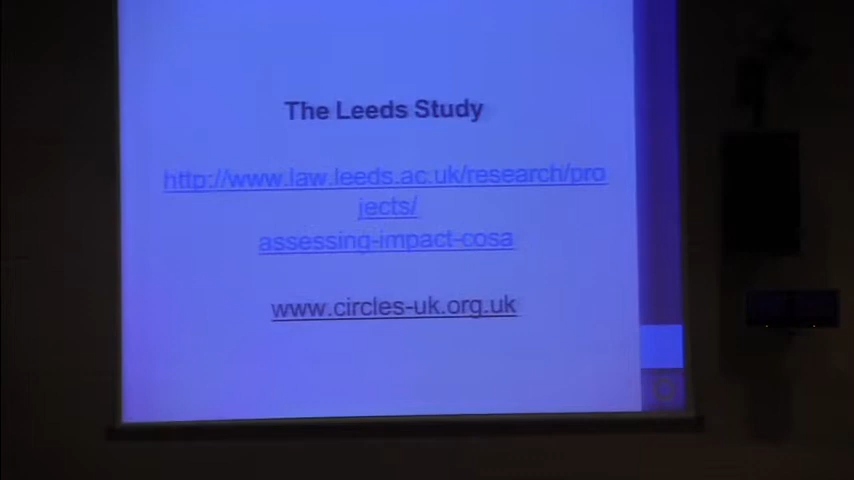 The Leeds Study
http://www.law.leeds.ac.uk/research/pro
jects/
assessing-impact-cosa
www.circles-uk.org.uk